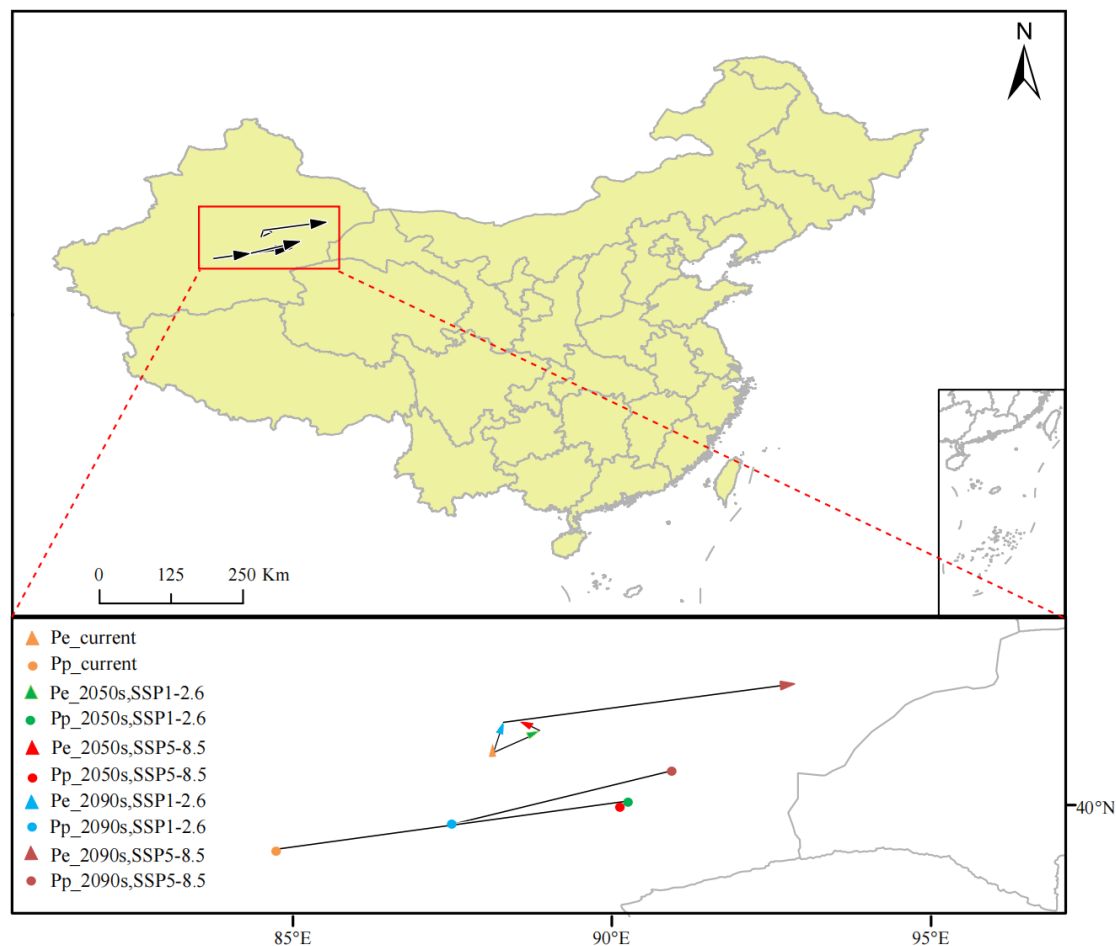 N
0 125 250 Km
Pe_current
Pp_current
Pe_2050s,SSP1-2.6
Pp_2050s,SSP1-2.6
Pe_2050s,SSP5-8.5
Pp_2050s,SSP5-8.5
Pe_2090s,SSP1-2.6
Pp_2090s,SSP1-2.6
Pe_2090s,SSP5-8.5
Pp_2090s,SSP5-8.5
40°N
85°E 90°E 95°E